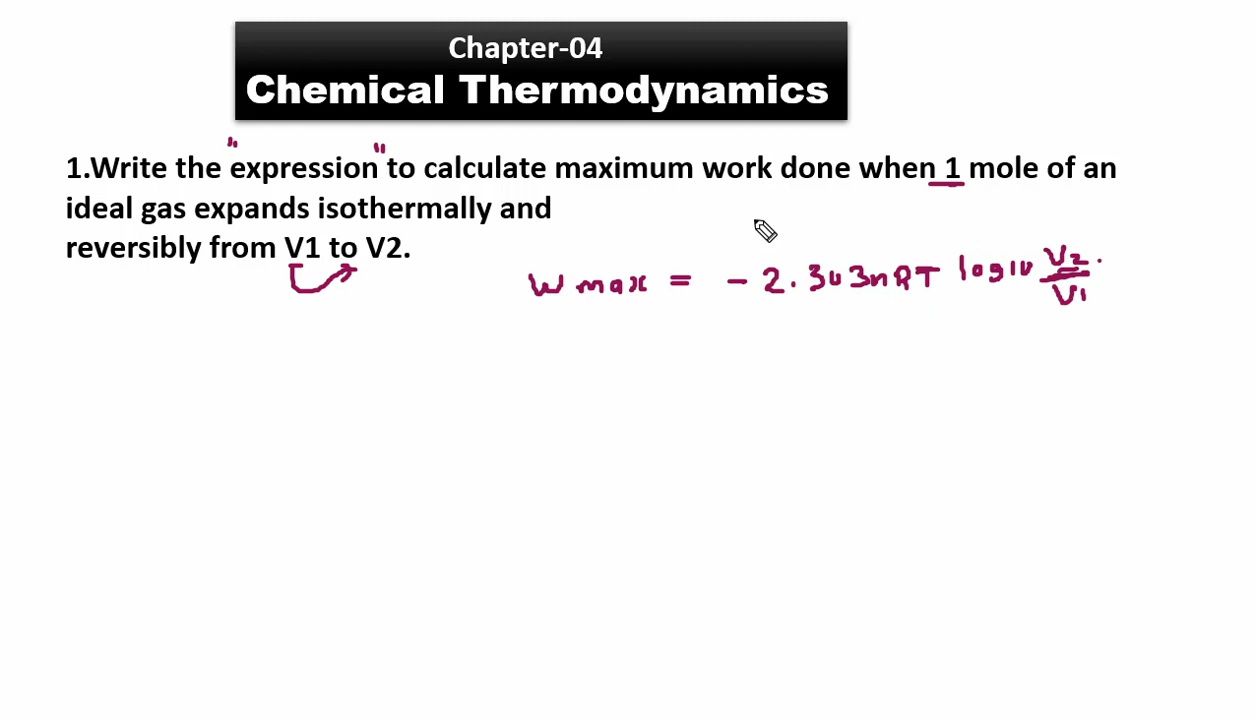 Chapter-04
Chemical Thermodynamics
1.Write the "expression" to calculate maximum work done when 1 mole of an
ideal gas expands isothermally and
reversibly from V1 to V2.
Wmax = - 2.303nRT log10 V2/V1.